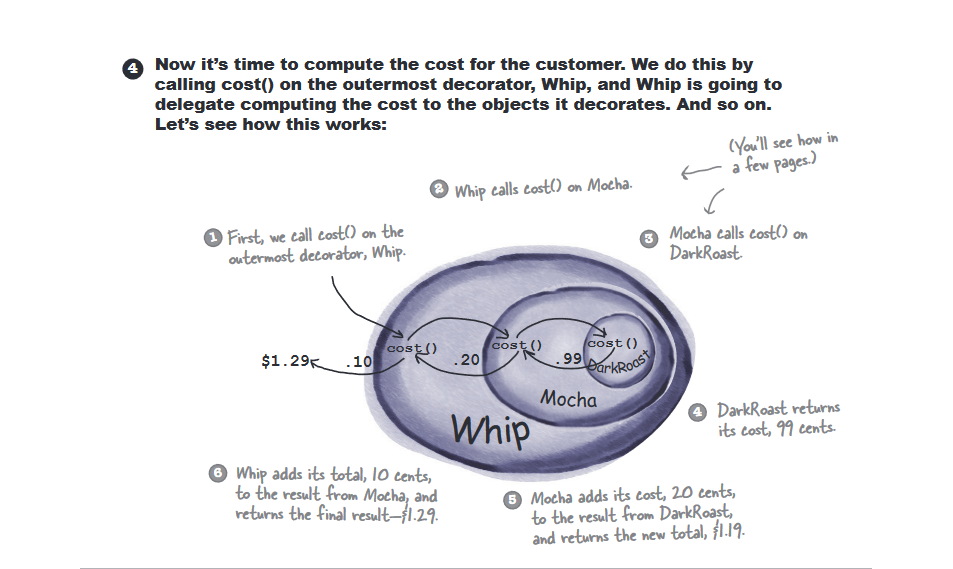 4 Now it's time to compute the cost for the customer. We do this by
calling cost() on the outermost decorator, Whip, and Whip is going to
delegate computing the cost to the objects it decorates. And so on.
Let's see how this works:
(You'll see how in
a few pages.)
2 Whip calls cost() on Mocha.
1 First, we call cost() on the
outermost decorator, Whip.
3 Mocha calls cost() on
DarkRoast.
$1.29
.10
cost()
.20
cost()
.99
cost()
DarkRoast
Mocha
Whip
4 DarkRoast returns
its cost, 99 cents.
6 Whip adds its total, 10 cents,
to the result from Mocha, and
returns the final result—$1.29.
5 Mocha adds its cost, 20 cents,
to the result from DarkRoast,
and returns the new total, $1.19.